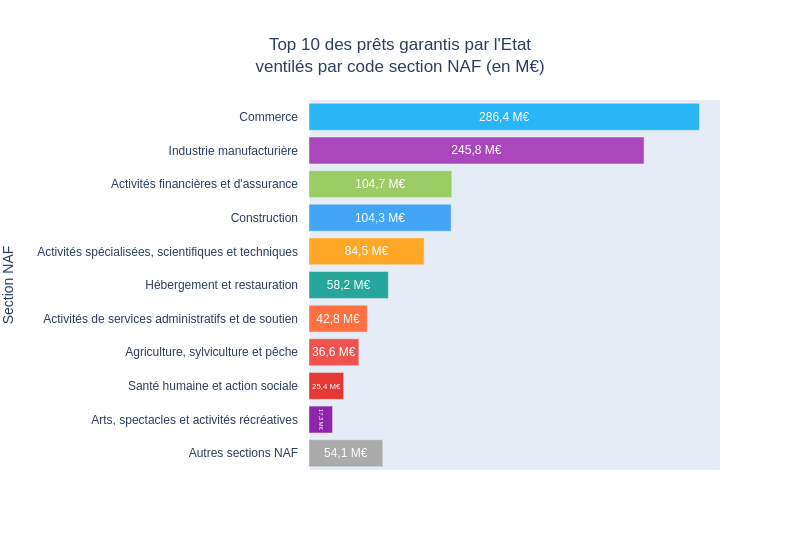 Top 10 des prêts garantis par l'Etat
ventilés par code section NAF (en M€)
Section NAF
Commerce 286,4 M€
Industrie manufacturière 245,8 M€
Activités financières et d'assurance 104,7 M€
Construction 104,3 M€
Activités spécialisées, scientifiques et techniques 84,5 M€
Hébergement et restauration 58,2 M€
Activités de services administratifs et de soutien 42,8 M€
Agriculture, sylviculture et pêche 36,6 M€
Santé humaine et action sociale 25,4 M€
Arts, spectacles et activités récréatives M€
Autres sections NAF 54,1 M€